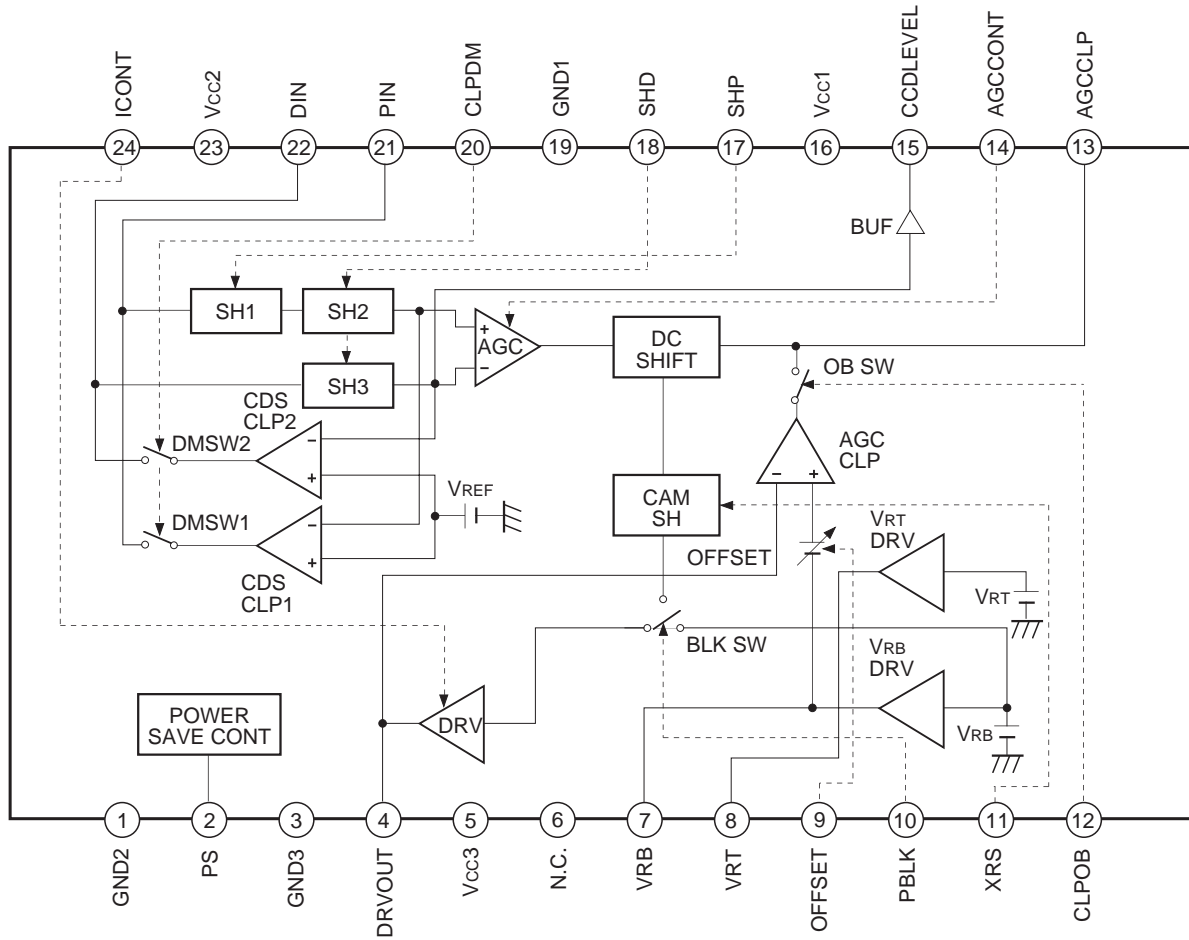 ICONT
Vcc2
DIN
PIN
CLPDM
GND1
SHD
SHP
Vcc1
CCDLEVEL
AGCCONT
AGCCLP
24
23
22
21
20
19
18
17
16
15
14
13
BUF
SH1
SH2
+
AGC
−
DC
SHIFT
SH3
OB SW
CDS
CLP2
DMSW2
−
+
AGC
CLP
−
+
VREF
CAM
SH
DMSW1
−
+
OFFSET
VRT
DRV
CDS
CLP1
VRT
BLK SW
VRB
DRV
POWER
SAVE CONT
DRV
VRB
1
2
3
4
5
6
7
8
9
10
11
12
GND2
PS
GND3
DRVOUT
Vcc3
N.C.
VRB
VRT
OFFSET
PBLK
XRS
CLPOB